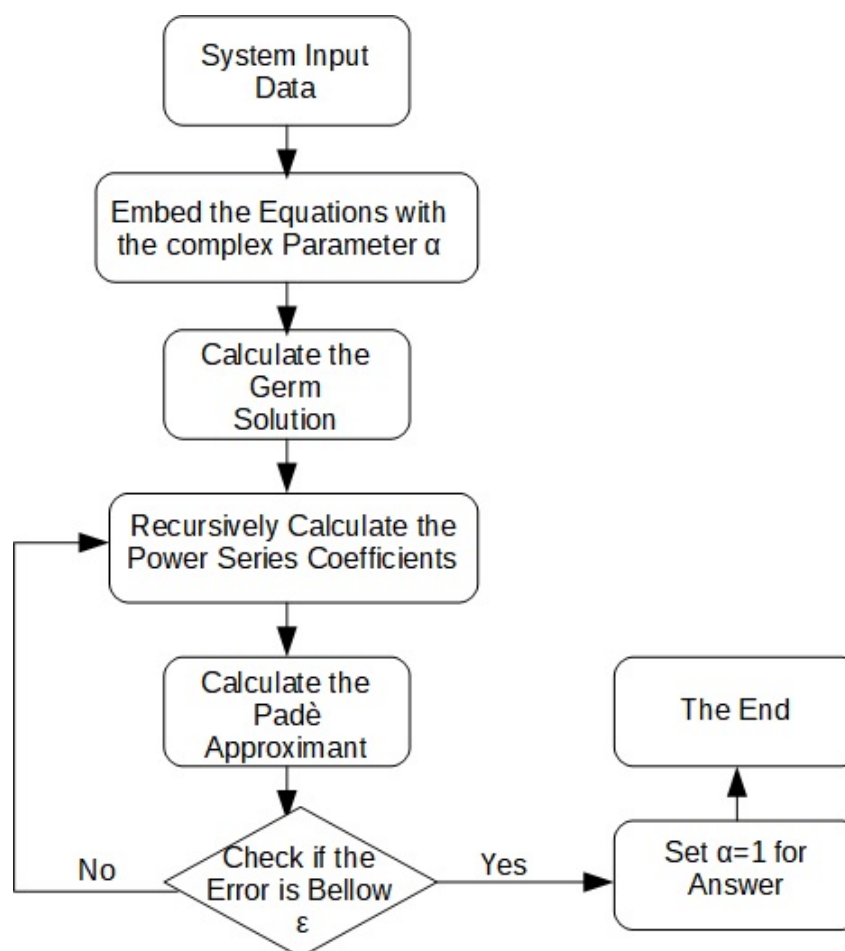 System Input
Data
Embed the Equations with
the complex Parameter α
Calculate the
Germ
Solution
Recursively Calculate the
Power Series Coefficients
Calculate the
Padè
Approximant
Check if the
Error is Bellow
ε
No
Yes
Set α=1 for
Answer
The End